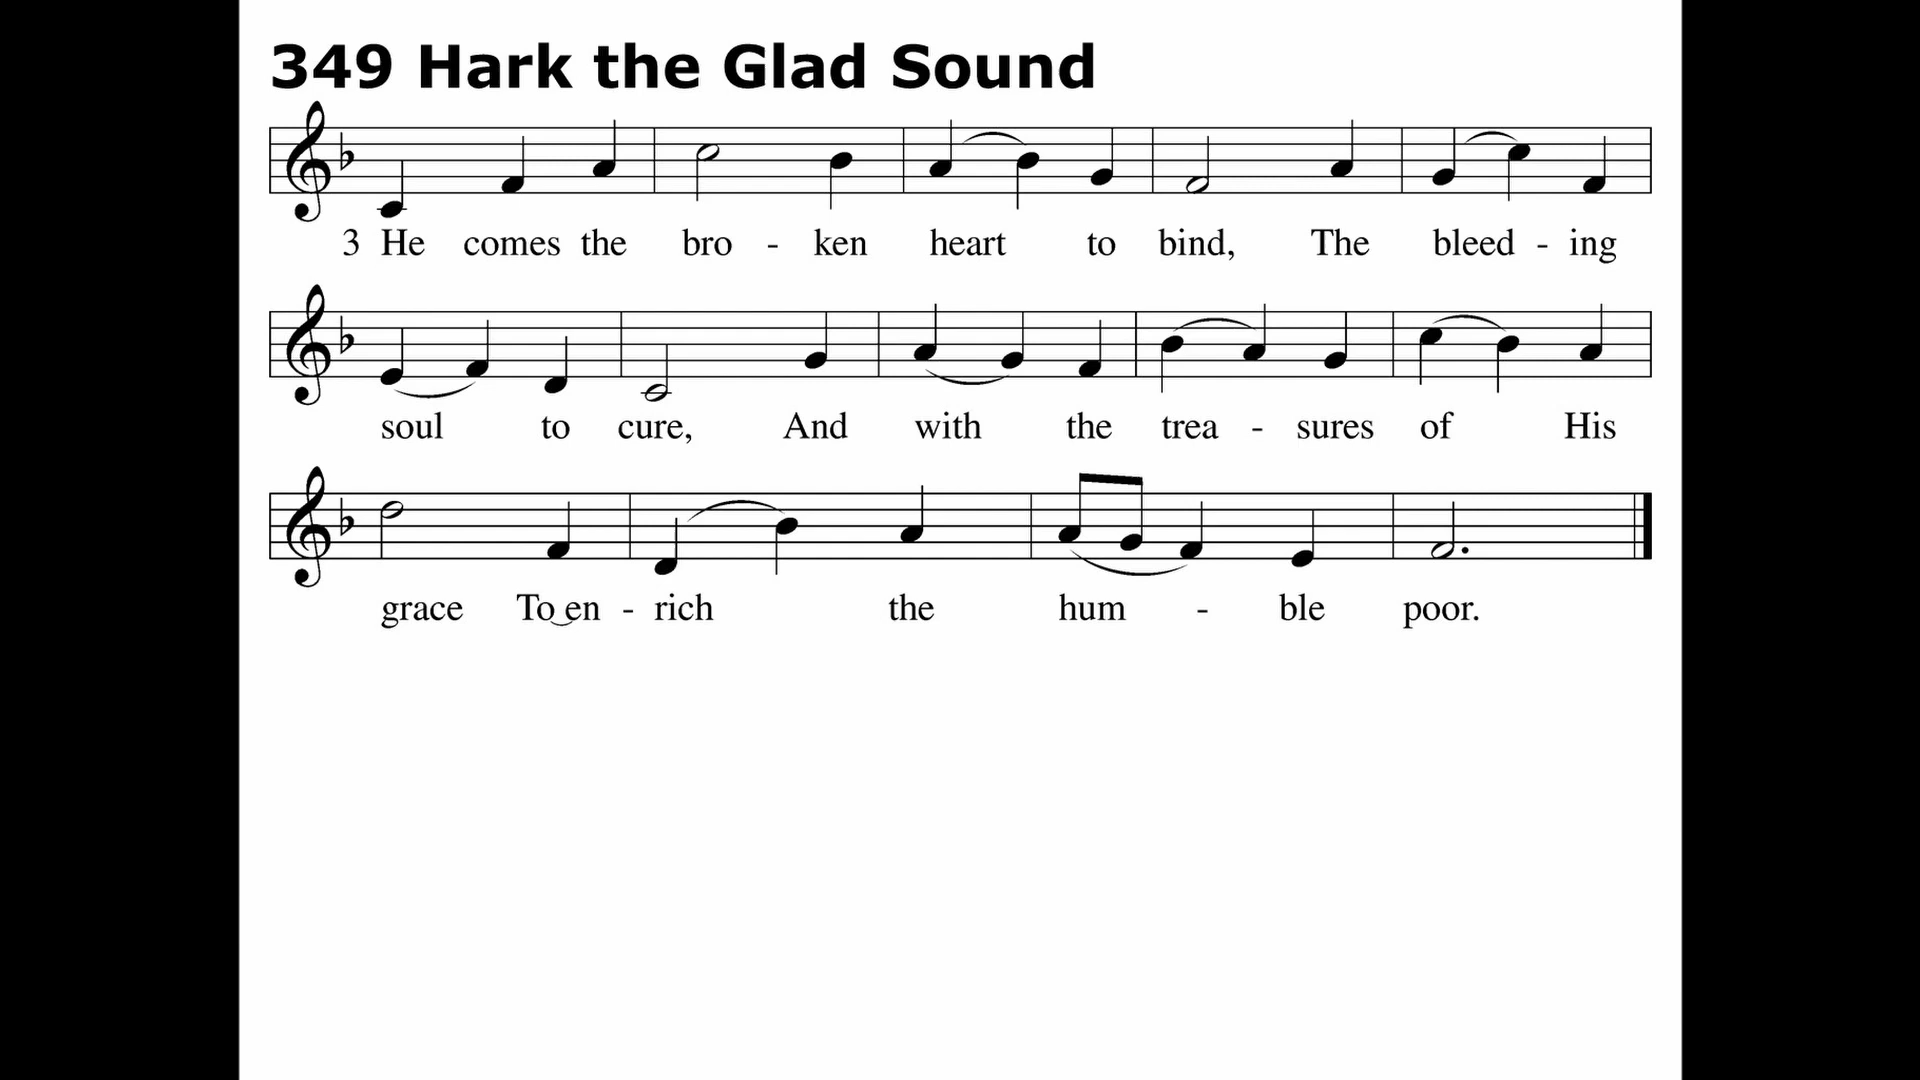 349 Hark the Glad Sound
3 He comes the bro - ken heart to bind, The bleed - ing
soul to cure, And with the trea - sures of His
grace To‿en - rich the hum - ble poor.